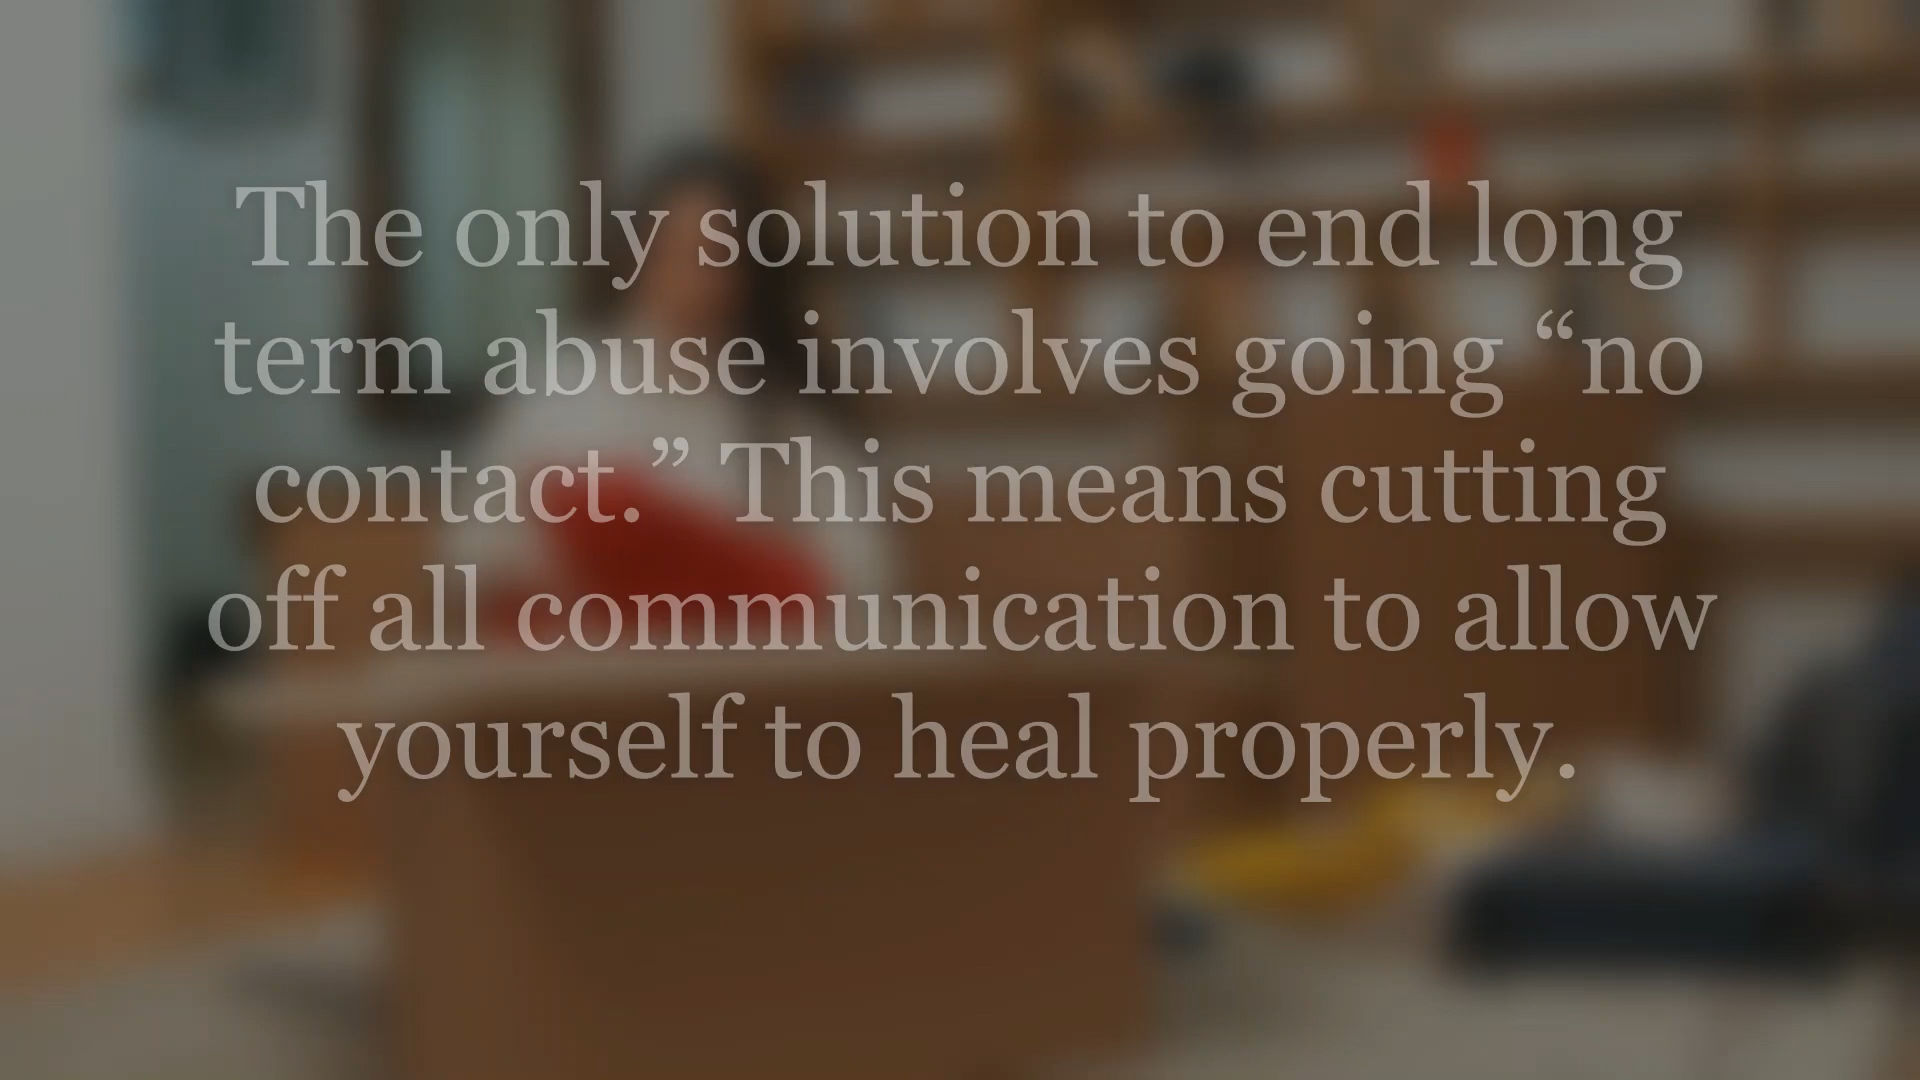 The only solution to end long
term abuse involves going “no
contact.” This means cutting
off all communication to allow
yourself to heal properly.